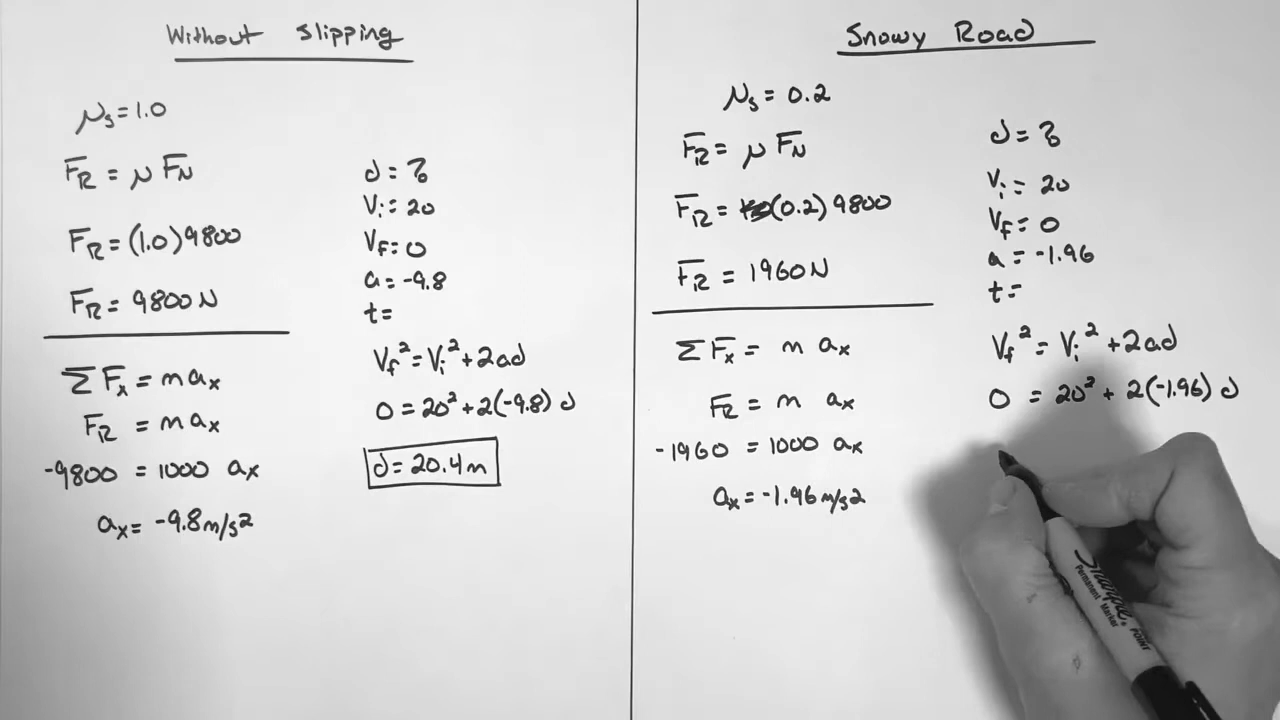 Without Slipping
μs = 1.0
FR = μ FN
FR = (1.0) 9800
FR = 9800 N
Σ Fx = m ax
FR = m ax
-9800 = 1000 ax
ax = -9.8 m/s2
d = ?
Vi = 20
Vf = 0
a = -9.8
t =
Vf² = Vi² + 2ad
0 = 20² + 2(-9.8) d
d = 20.4 m
Snowy Road
μs = 0.2
FR = μ FN
FR = (0.2) 9800
FR = 1960 N
Σ Fx = m ax
FR = m ax
-1960 = 1000 ax
ax = -1.96 m/s2
d = ?
Vi = 20
Vf = 0
a = -1.96
t =
Vf² = Vi² + 2ad
0 = 20² + 2(-1.96) d
Sharpie.
Permanent Marker
POINT